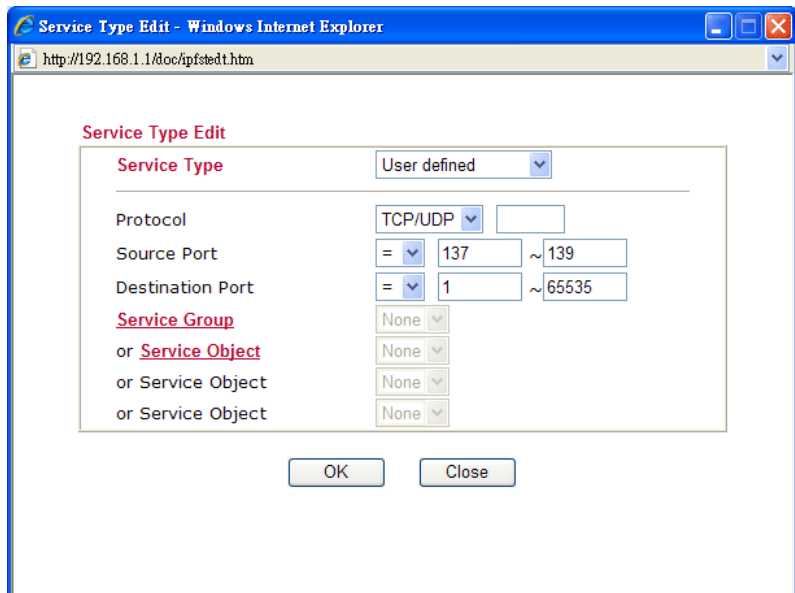 Service Type Edit - Windows Internet Explorer
http://192.168.1.1/doc/ipfstedt.htm
Service Type Edit
Service Type User defined
Protocol TCP/UDP
Source Port = 137 ~ 139
Destination Port = 1 ~ 65535
Service Group None
or Service Object None
or Service Object None
or Service Object None
OK Close